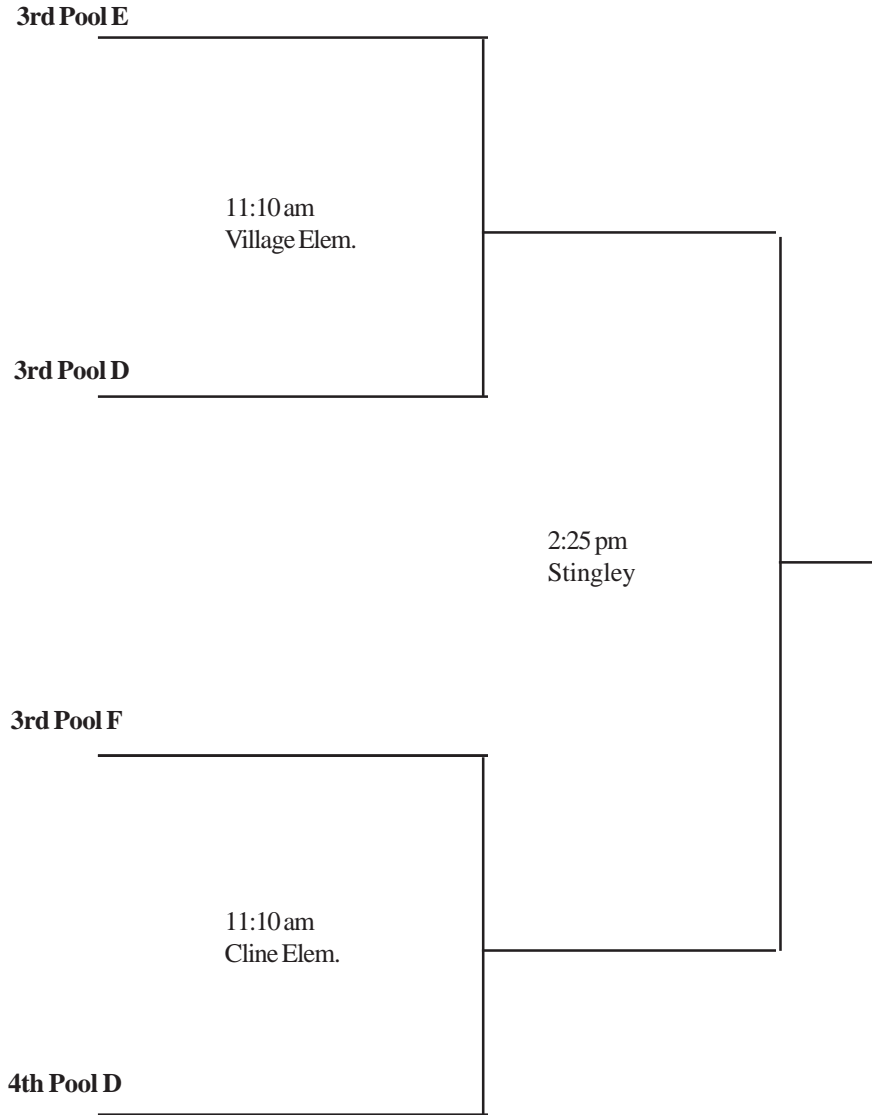 3rd Pool E
11:10 am
Village Elem.
3rd Pool D
2:25 pm
Stingley
3rd Pool F
11:10 am
Cline Elem.
4th Pool D